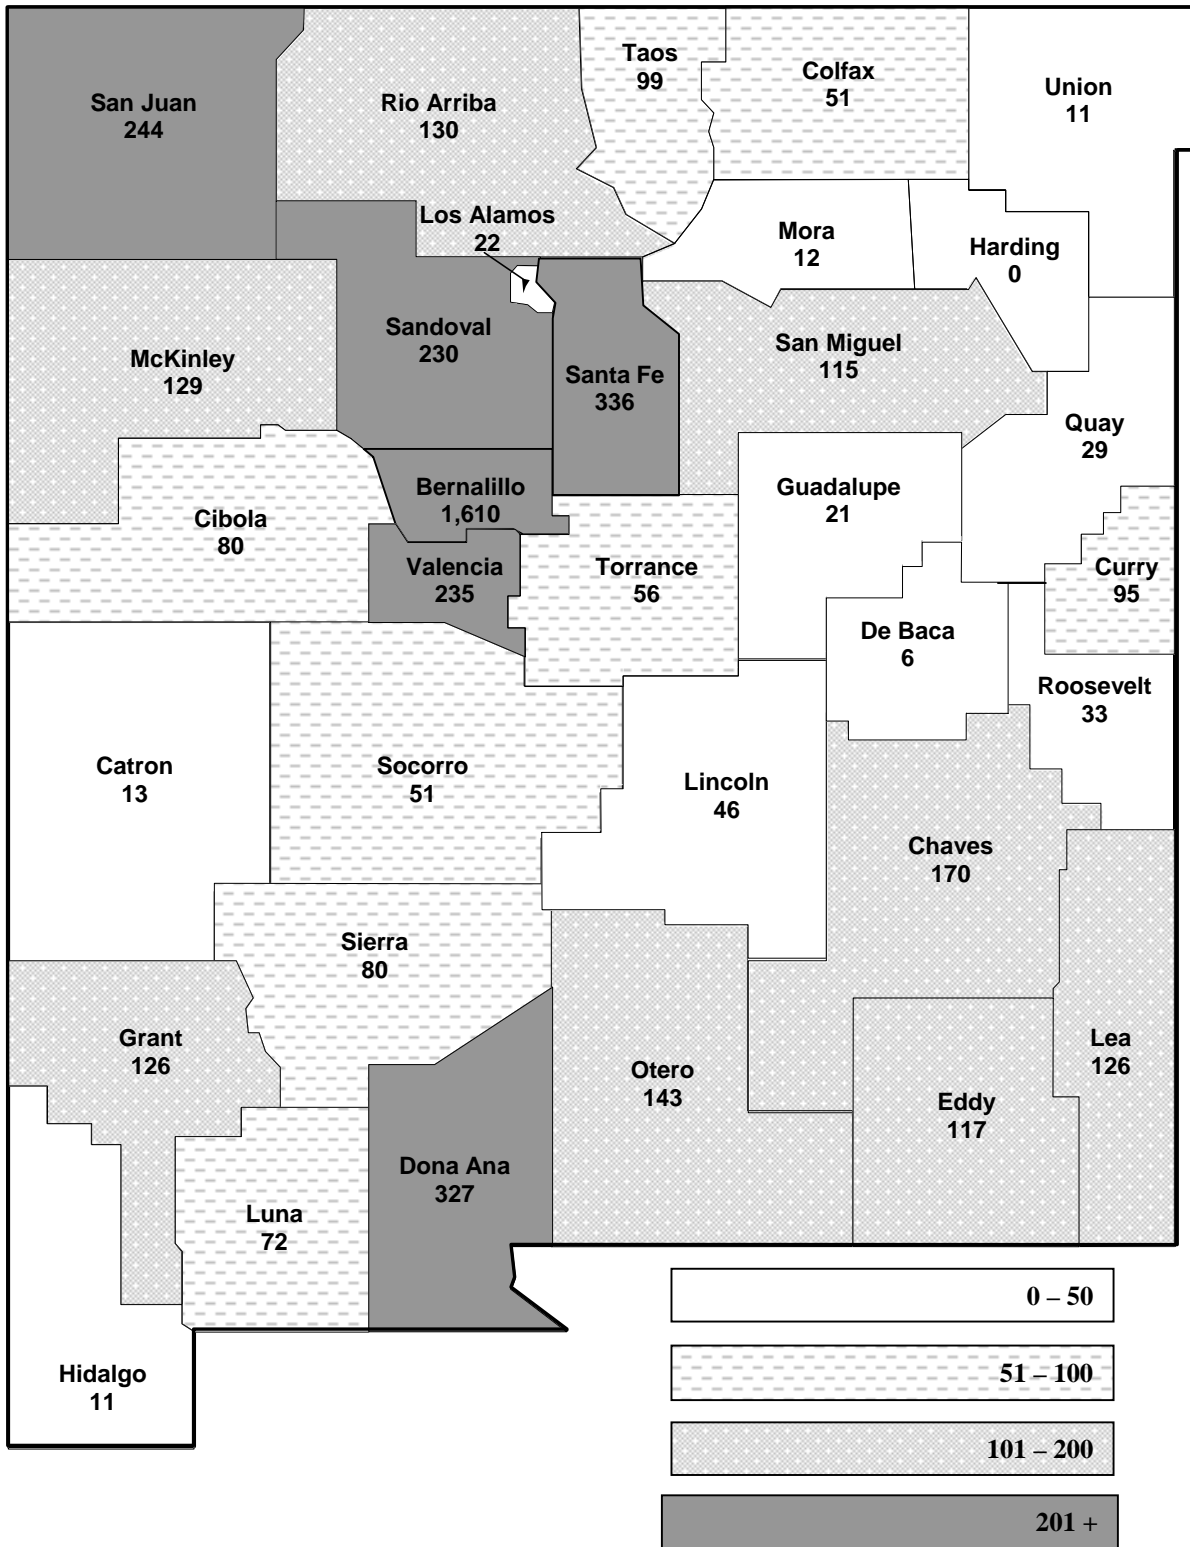 Taos
99
Colfax
51
Union
11
San Juan
244
Rio Arriba
130
Los Alamos
22
Mora
12
Harding
0
Sandoval
230
San Miguel
115
McKinley
129
Santa Fe
336
Quay
29
Bernalillo
1,610
Guadalupe
21
Cibola
80
Valencia
235
Torrance
56
Curry
95
De Baca
6
Roosevelt
33
Catron
13
Socorro
51
Lincoln
46
Chaves
170
Sierra
80
Grant
126
Otero
143
Lea
126
Eddy
117
Dona Ana
327
Luna
72
Hidalgo
11
0 – 50
51 – 100
101 – 200
201 +